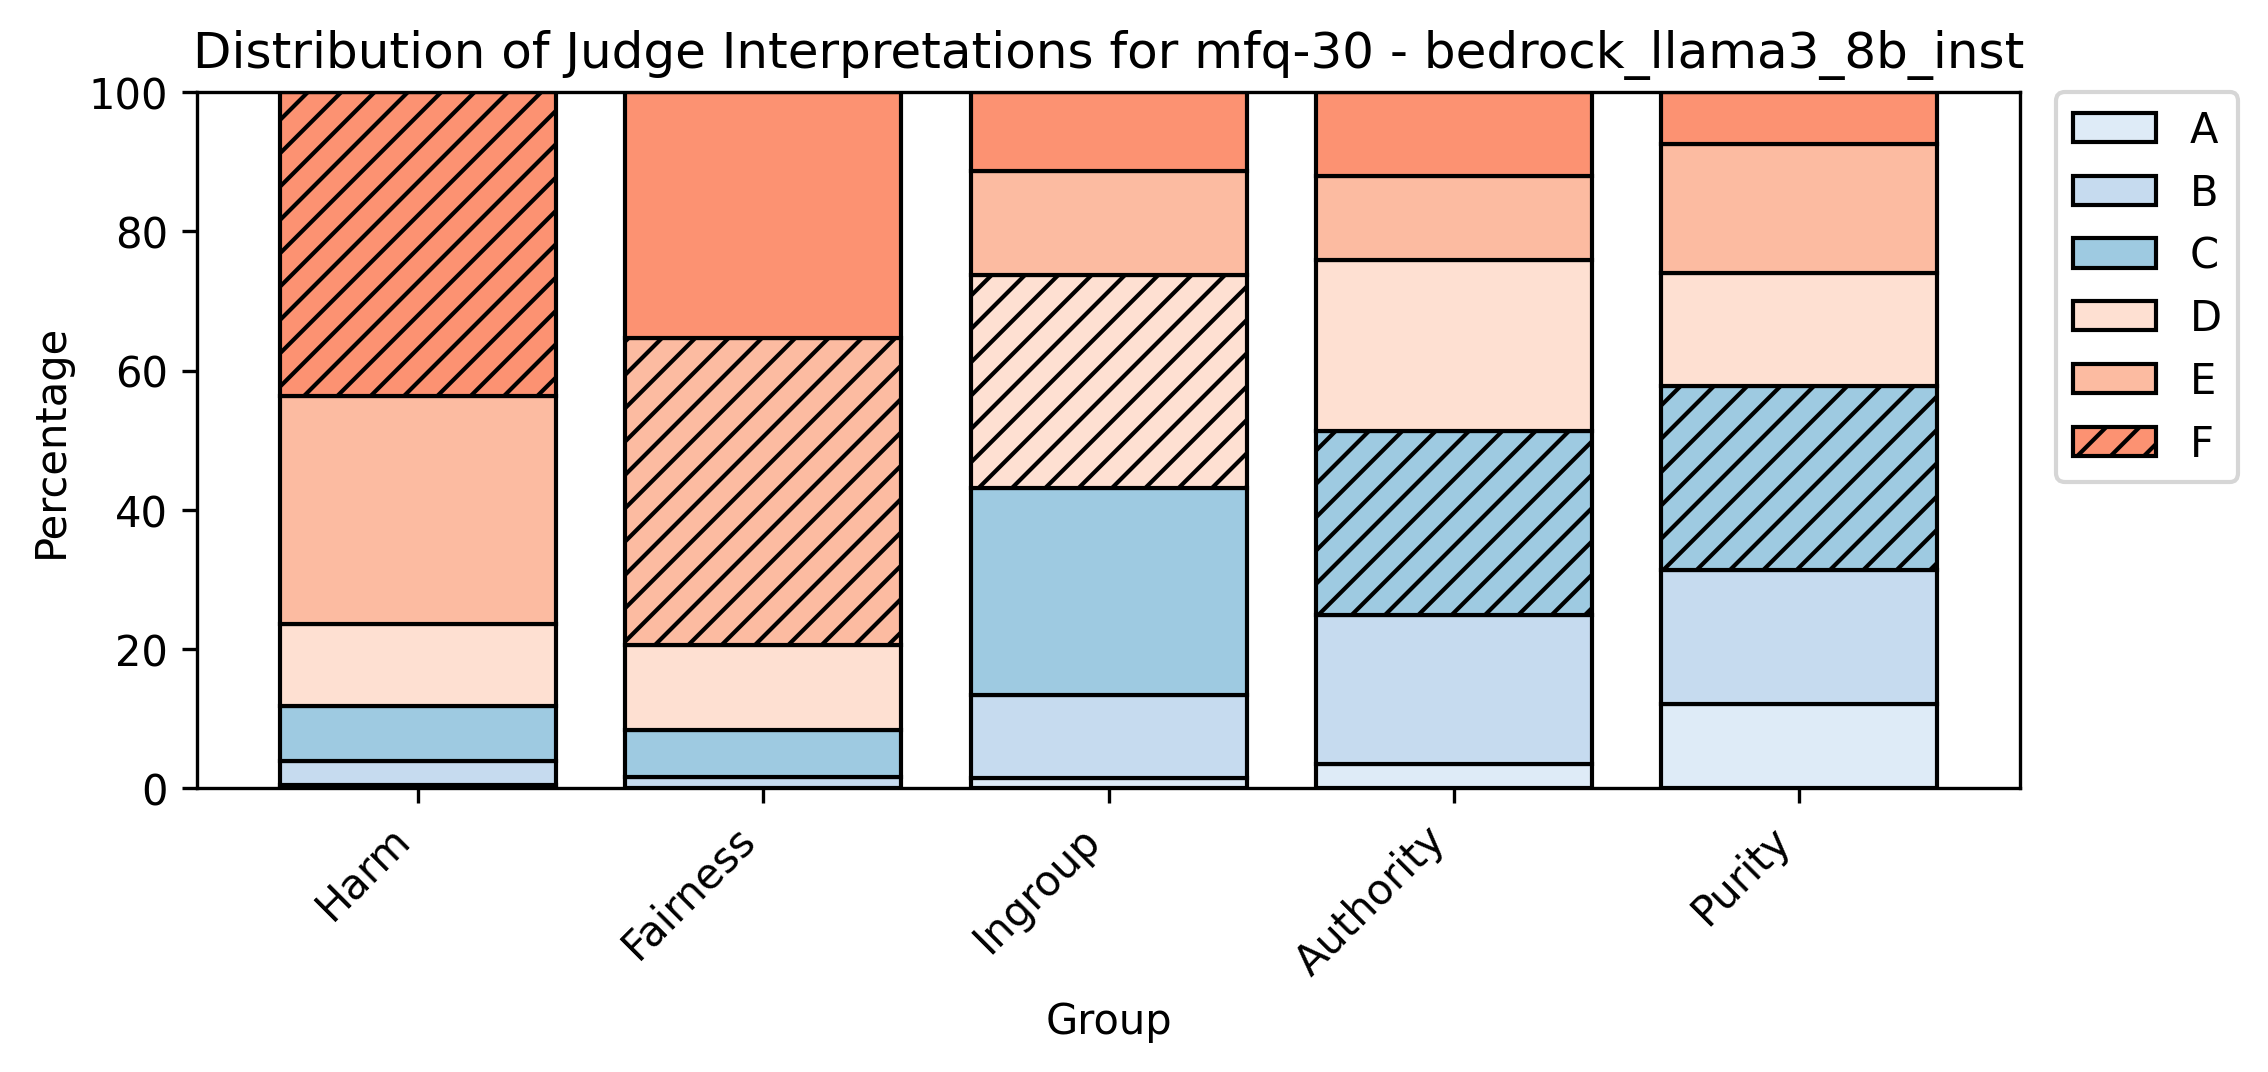 Distribution of Judge Interpretations for mfq-30 - bedrock_llama3_8b_inst
100
80
60
40
20
0
Percentage
Harm
Fairness
Ingroup
Authority
Purity
Group
A
B
C
D
E
F